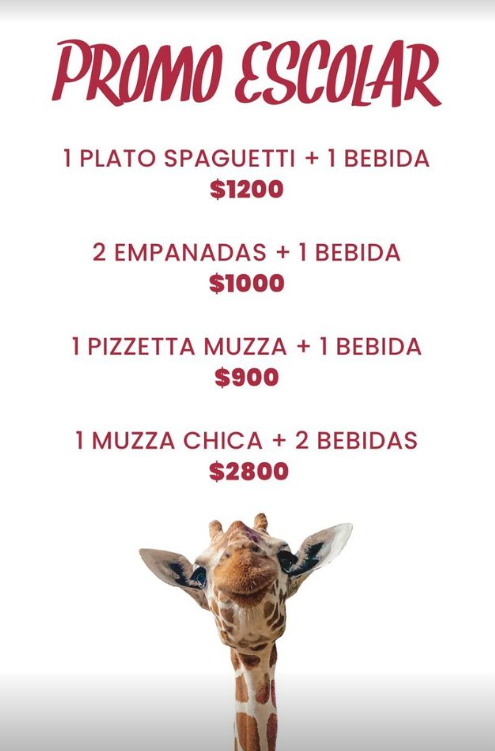 PROMO ESCOLAR
1 PLATO SPAGUETTI + 1 BEBIDA
$1200
2 EMPANADAS + 1 BEBIDA
$1000
1 PIZZETTA MUZZA + 1 BEBIDA
$900
1 MUZZA CHICA + 2 BEBIDAS
$2800